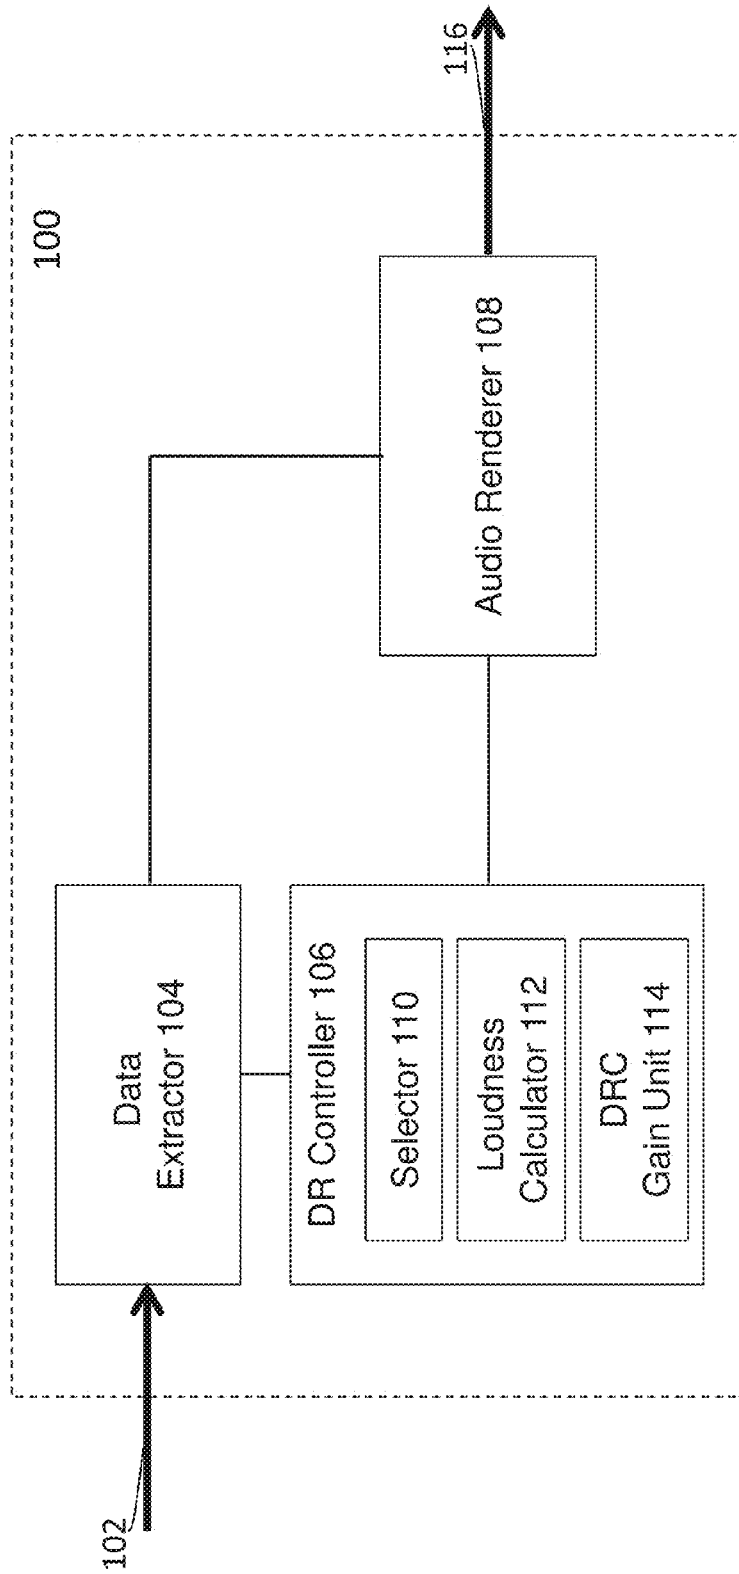 100
102
Data
Extractor 104
DR Controller 106
Selector 110
Loudness
Calculator 112
DRC
Gain Unit 114
Audio Renderer 108
116